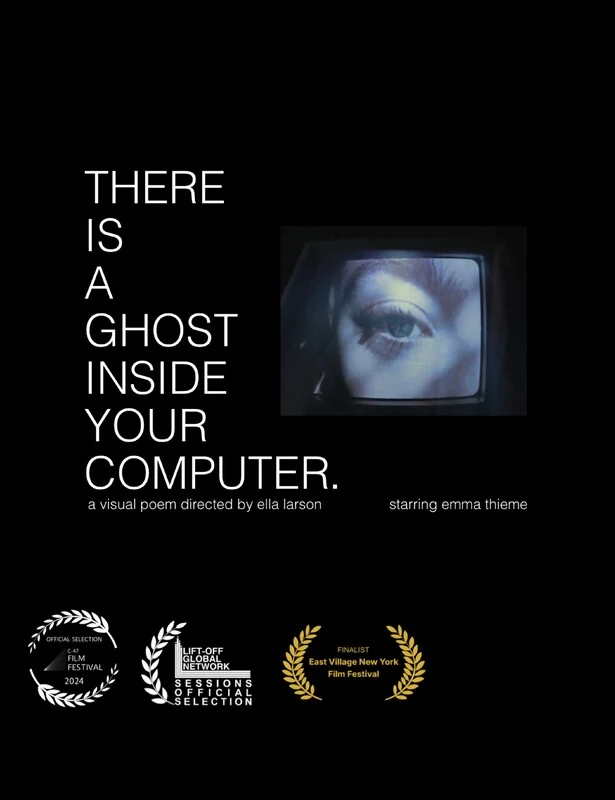 THERE
IS
A
GHOST
INSIDE
YOUR
COMPUTER.
a visual poem directed by ella larson
starring emma thieme
OFFICIAL SELECTION
C-47
FILM
FESTIVAL
2024
LIFT-OFF
GLOBAL
NETWORK
SESSIONS
OFFICIAL
SELECTION
FINALIST
East Village New York
Film Festival